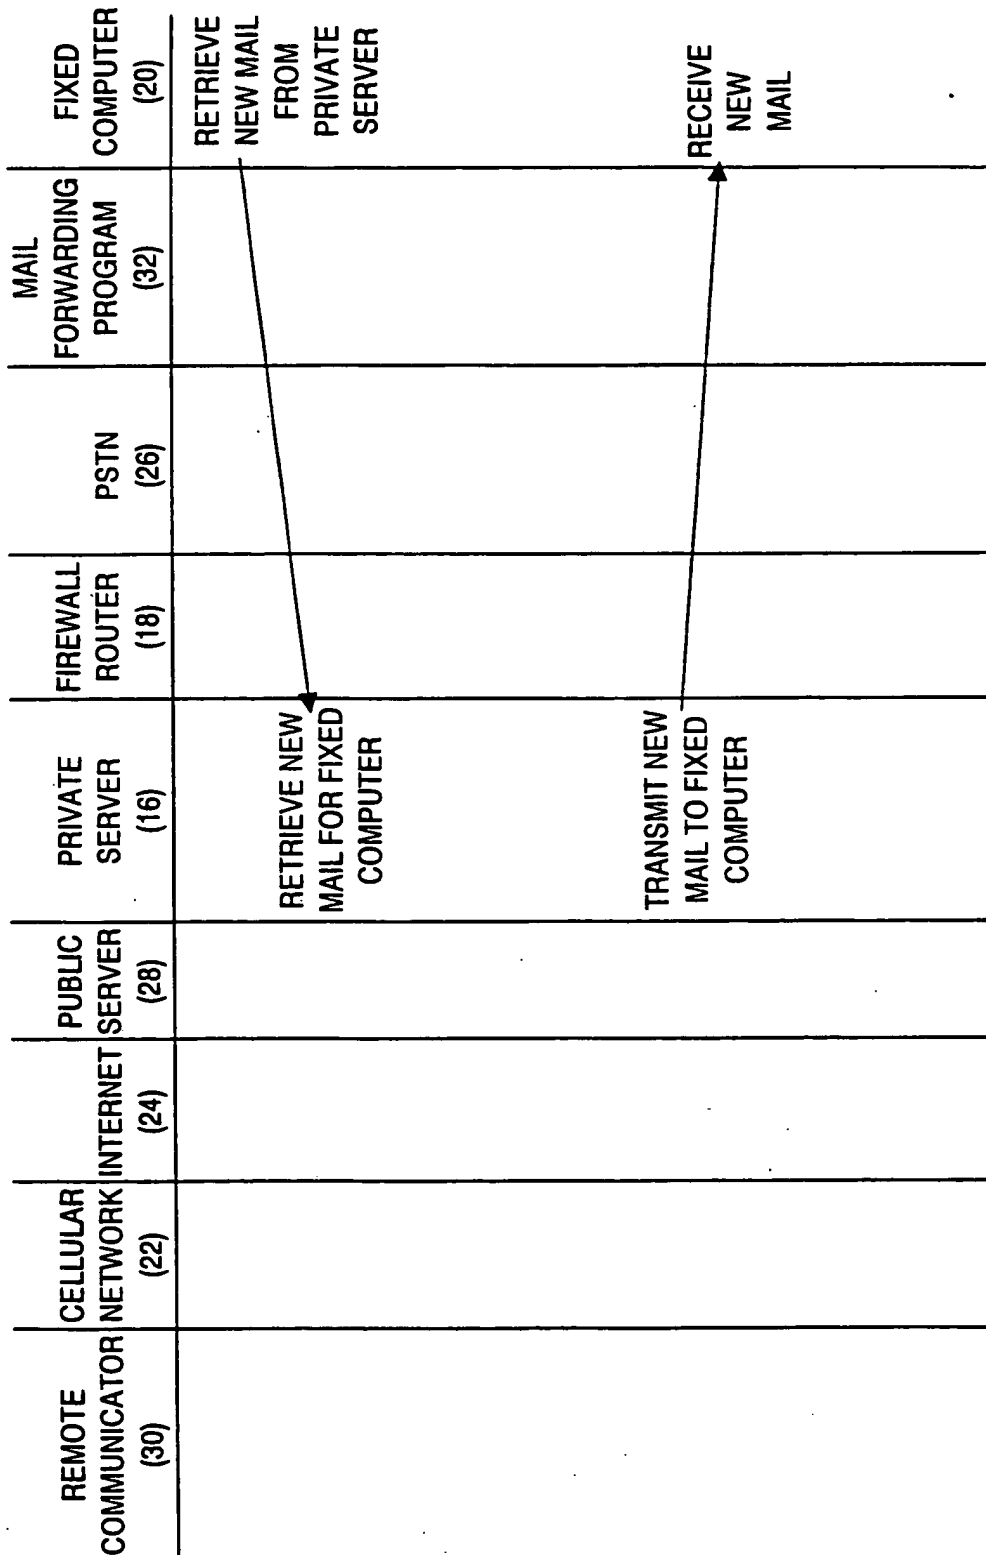 REMOTE
COMMUNICATOR
(30)
CELLULAR
NETWORK
(22)
INTERNET
(24)
PUBLIC
SERVER
(28)
PRIVATE
SERVER
(16)
FIREWALL
ROUTER
(18)
PSTN
(26)
MAIL
FORWARDING
PROGRAM
(32)
FIXED
COMPUTER
(20)
RETRIEVE
NEW MAIL
FROM
PRIVATE
SERVER
RETRIEVE NEW
MAIL FOR FIXED
COMPUTER
TRANSMIT NEW
MAIL TO FIXED
COMPUTER
RECEIVE
NEW
MAIL